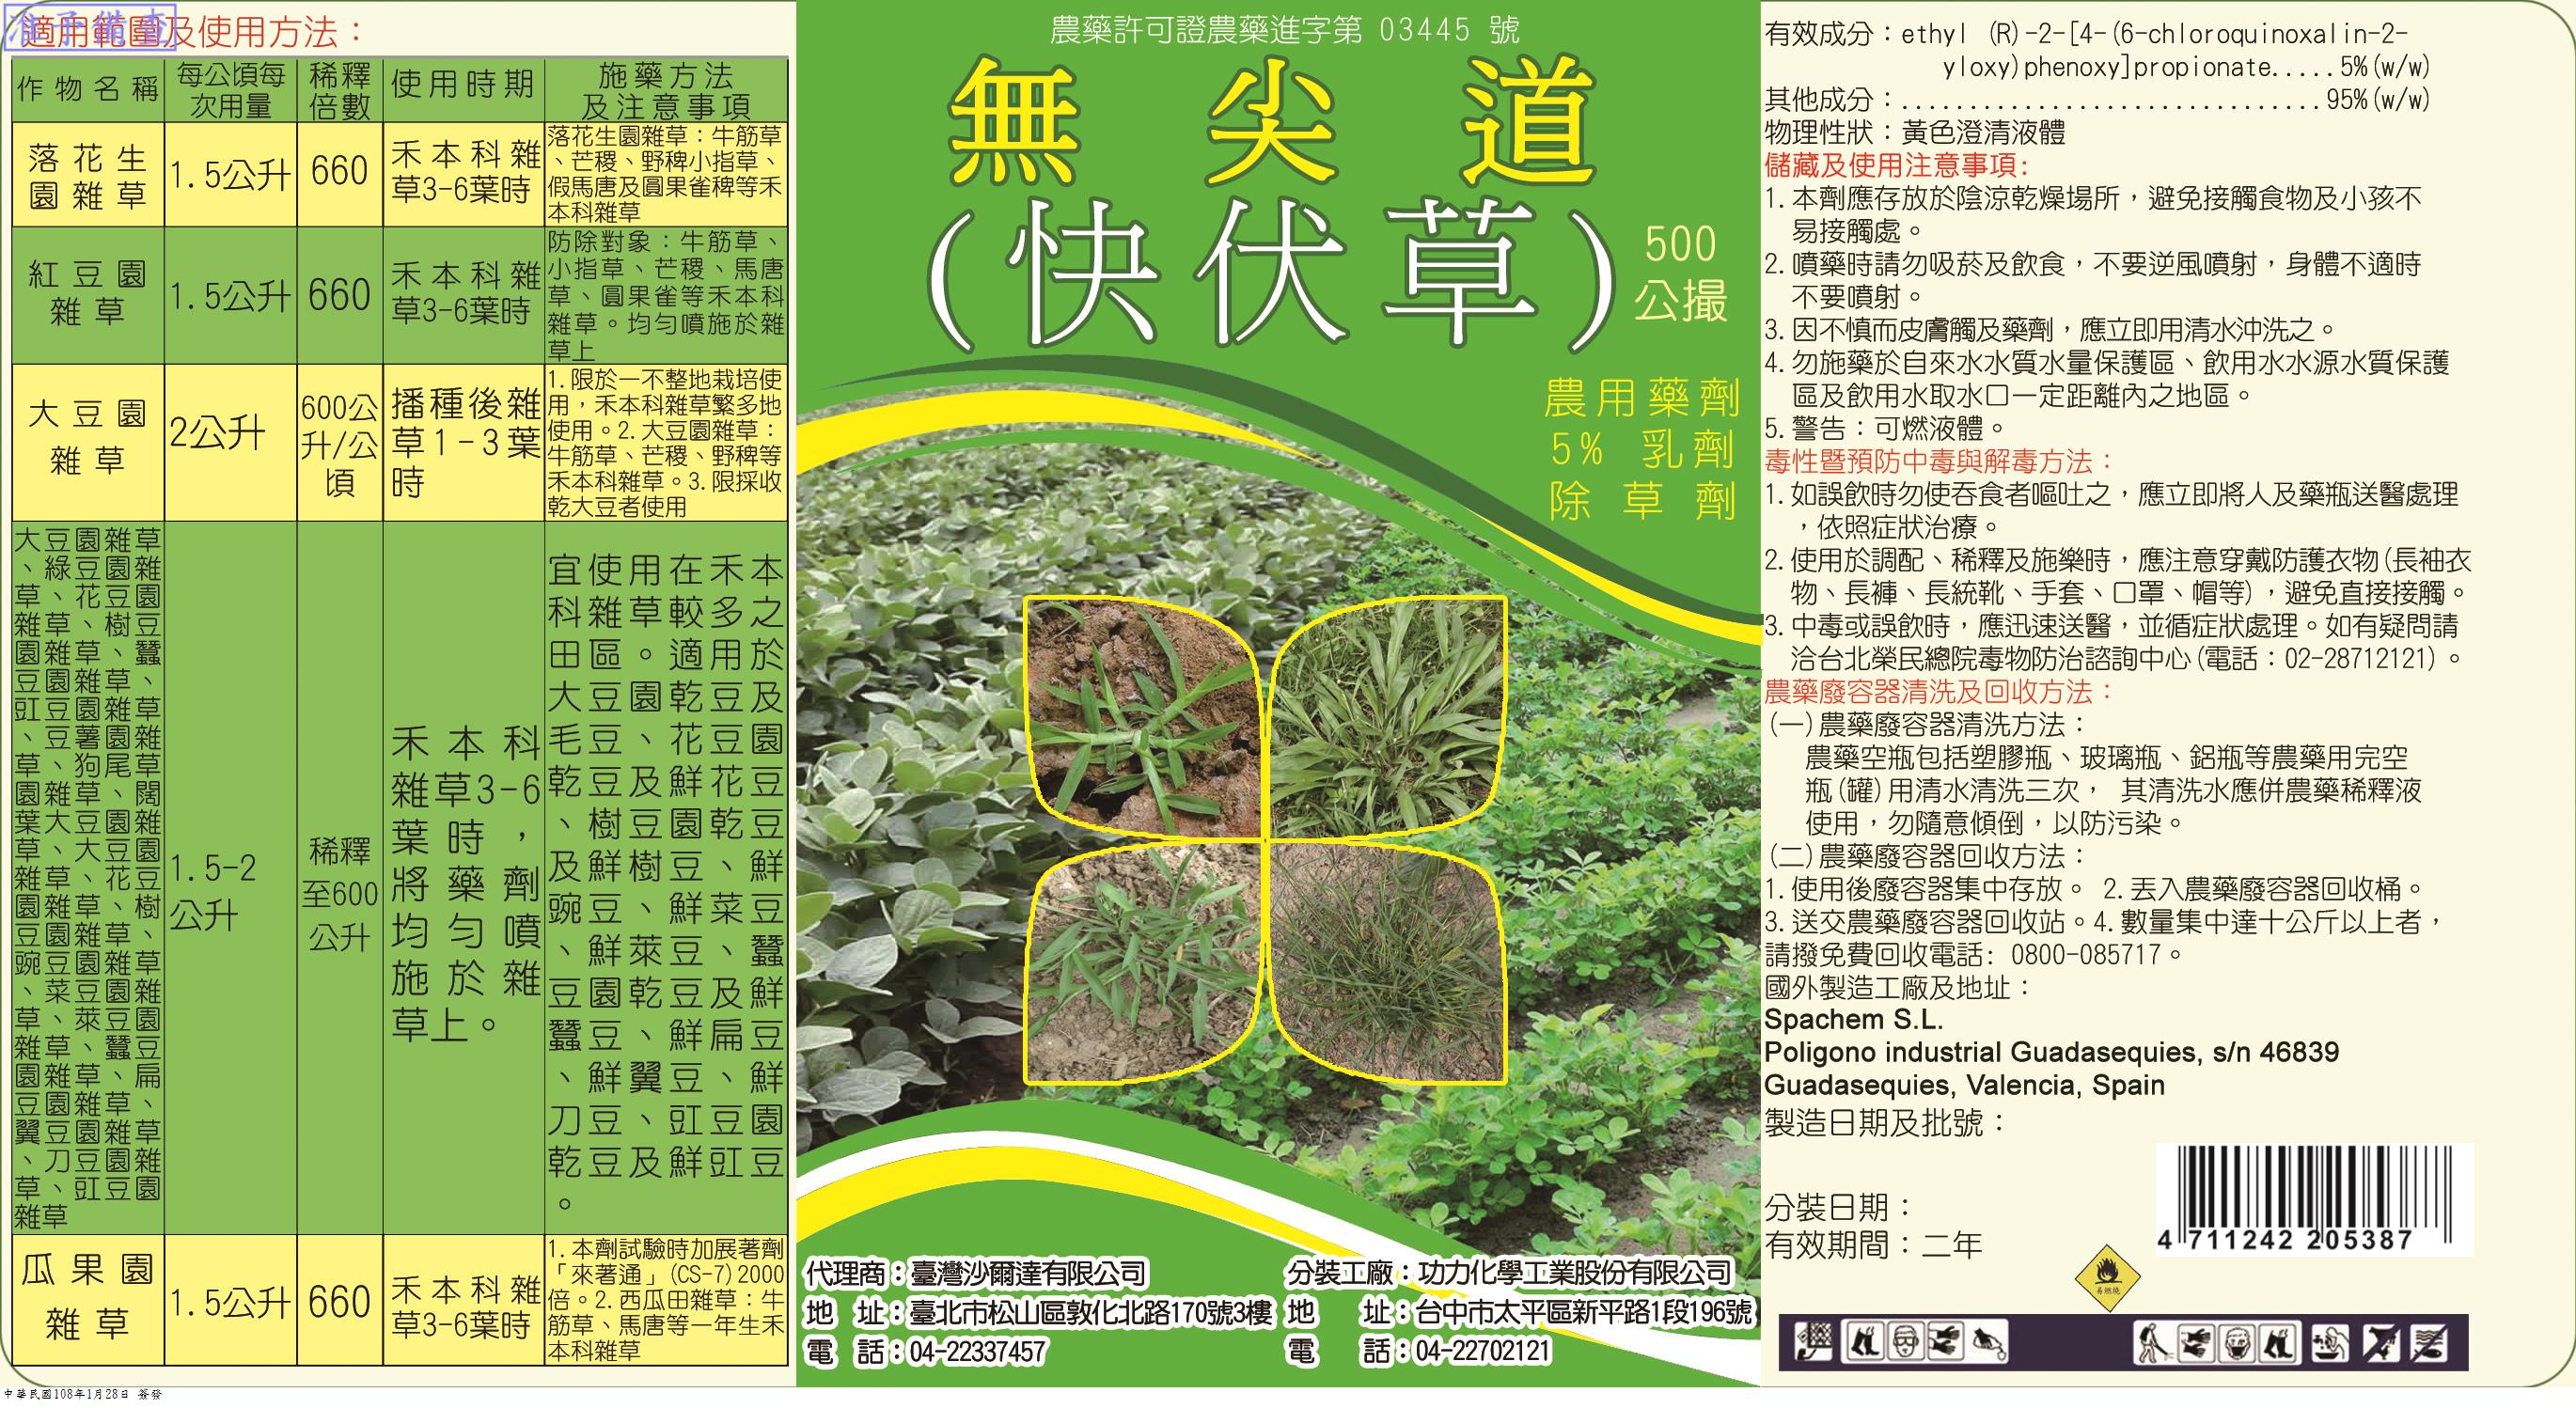 准予備查
適用範圍及使用方法：
作物名稱
每公頃每
次用量
稀釋
倍數
使用時期
施藥方法
及注意事項
落花生
園雜草
1.5公升
660
禾本科雜
草3-6葉時
落花生園雜草：牛筋草
、芒稷、野稗小指草、
假馬唐及圓果雀稗等禾
本科雜草
紅豆園
雜草
1.5公升
660
禾本科雜
草3-6葉時
防除對象：牛筋草、
小指草、芒稷、馬唐
草、圓果雀等禾本科
雜草。均勻噴施於雜
草上
大豆園
雜草
2公升
600公
升/公
頃
播種後雜
草1-3葉
時
1.限於一不整地栽培使
用，禾本科雜草繁多地
使用。2.大豆園雜草：
牛筋草、芒稷、野稗等
禾本科雜草。3.限採收
乾大豆者使用
大豆園雜草
、綠豆園雜
草、花豆園
雜草、樹豆
園雜草、蠶
豆園雜草、
豇豆園雜草
、豆薯園雜
草、狗尾草
園雜草、闊
葉大豆園雜
草、大豆園
雜草、花豆
園雜草、樹
豆園雜草、
豌豆園雜草
、菜豆園雜
草、萊豆園
雜草、蠶豆
園雜草、扁
豆園雜草、
翼豆園雜草
、刀豆園雜
草、豇豆園
雜草
1.5-2
公升
稀釋
至600
公升
禾本科
雜草3-6
葉時，
將藥劑
均勻噴
施於雜
草上。
宜使用在禾本
科雜草較多之
田區。適用於
大豆園乾豆及
毛豆、花豆園
乾豆及鮮花豆
、樹豆園乾豆
及鮮樹豆、鮮
豌豆、鮮菜豆
、鮮萊豆、蠶
豆園乾豆及鮮
蠶豆、鮮扁豆
、鮮翼豆、鮮
刀豆、豇豆園
乾豆及鮮豇豆
。
瓜果園
雜草
1.5公升
660
禾本科雜
草3-6葉時
1.本劑試驗時加展著劑
「來著通」(CS-7)2000
倍。2.西瓜田雜草：牛
筋草、馬唐等一年生禾
本科雜草
中華民國108年1月28日 簽發
農藥許可證農藥進字第 03445 號
無尖道
(快伏草)
500
公撮
農用藥劑
5% 乳劑
除草劑
代理商：臺灣沙爾達有限公司
地 址：臺北市松山區敦化北路170號3樓
電 話：04-22337457
分裝工廠：功力化學工業股份有限公司
地 址：台中市太平區新平路1段196號
電 話：04-22702121
有效成分：ethyl (R)-2-[4-(6-chloroquinoxalin-2-
yloxy)phenoxy]propionate.....5%(w/w)
其他成分：...............................95%(w/w)
物理性狀：黃色澄清液體
儲藏及使用注意事項:
1.本劑應存放於陰涼乾燥場所，避免接觸食物及小孩不
易接觸處。
2.噴藥時請勿吸菸及飲食，不要逆風噴射，身體不適時
不要噴射。
3.因不慎而皮膚觸及藥劑，應立即用清水沖洗之。
4.勿施藥於自來水水質水量保護區、飲用水水源水質保護
區及飲用水取水口一定距離內之地區。
5.警告：可燃液體。
毒性暨預防中毒與解毒方法：
1.如誤飲時勿使吞食者嘔吐之，應立即將人及藥瓶送醫處理
，依照症狀治療。
2.使用於調配、稀釋及施樂時，應注意穿戴防護衣物(長袖衣
物、長褲、長統靴、手套、口罩、帽等)，避免直接接觸。
3.中毒或誤飲時，應迅速送醫，並循症狀處理。如有疑問請
洽台北榮民總院毒物防治諮詢中心(電話：02-28712121)。
農藥廢容器清洗及回收方法：
(一)農藥廢容器清洗方法：
農藥空瓶包括塑膠瓶、玻璃瓶、鋁瓶等農藥用完空
瓶(罐)用清水清洗三次， 其清洗水應併農藥稀釋液
使用，勿隨意傾倒，以防污染。
(二)農藥廢容器回收方法：
1.使用後廢容器集中存放。 2.丟入農藥廢容器回收桶。
3.送交農藥廢容器回收站。4.數量集中達十公斤以上者，
請撥免費回收電話: 0800-085717。
國外製造工廠及地址：
Spachem S.L.
Poligono industrial Guadasequies, s/n 46839
Guadasequies, Valencia, Spain
製造日期及批號：
分裝日期：
有效期間：二年
4 711242 205387
易燃燒